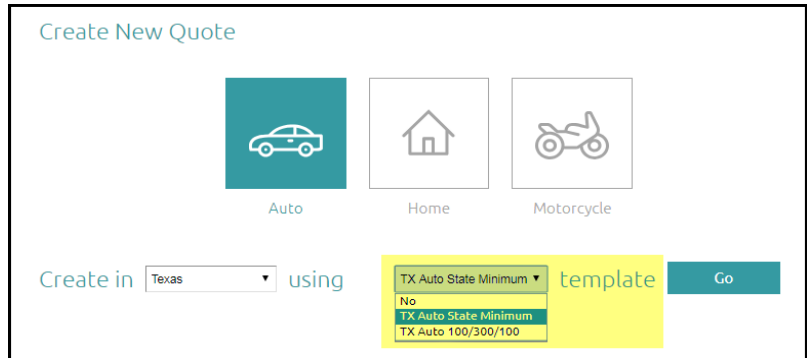 Create New Quote
Auto Home Motorcycle
Create in Texas using TX Auto State Minimum template Go
No
TX Auto State Minimum
TX Auto 100/300/100